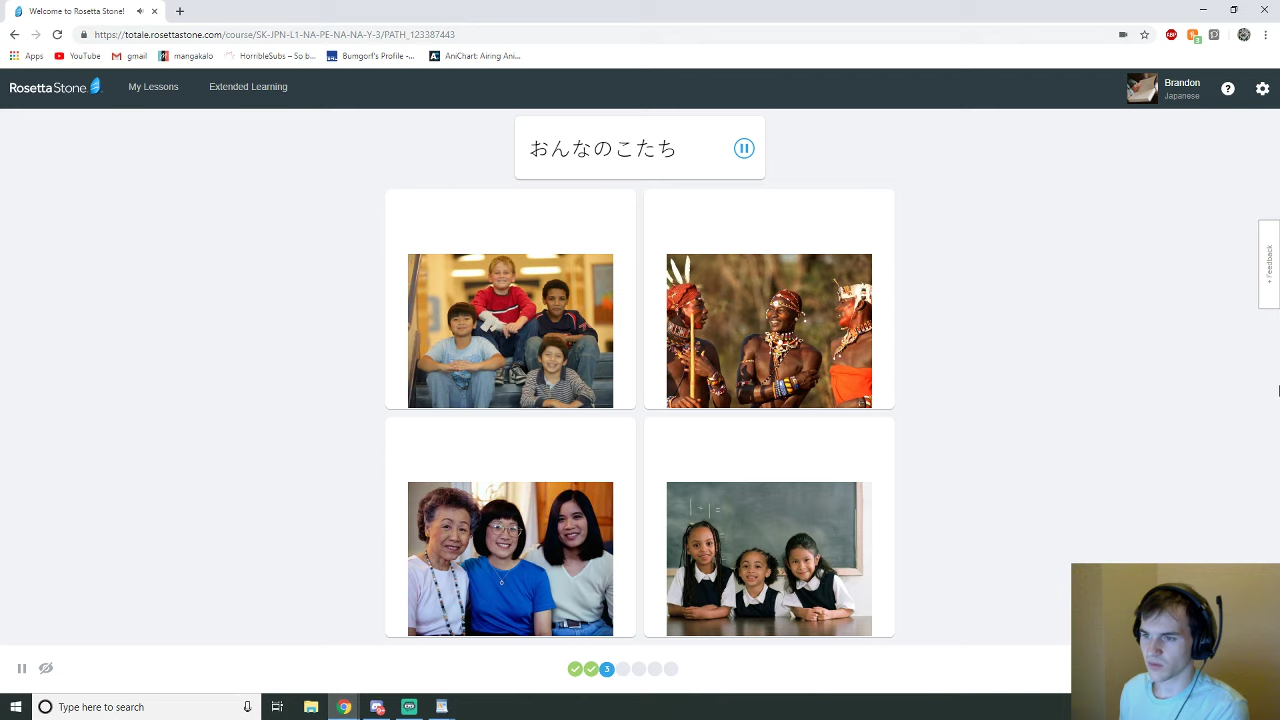 Welcome to Rosetta Stone!
https://totale.rosettastone.com/course/SK-JPN-L1-NA-PE-NA-NA-Y-3/PATH_123387443
Apps
YouTube
gmail
mangakalo
HorribleSubs – So b...
Bumgorf's Profile -...
AniChart: Airing Ani...
RosettaStone
My Lessons
Extended Learning
Brandon
Japanese
?
おんなのこたち
+ Feedback
3
Type here to search